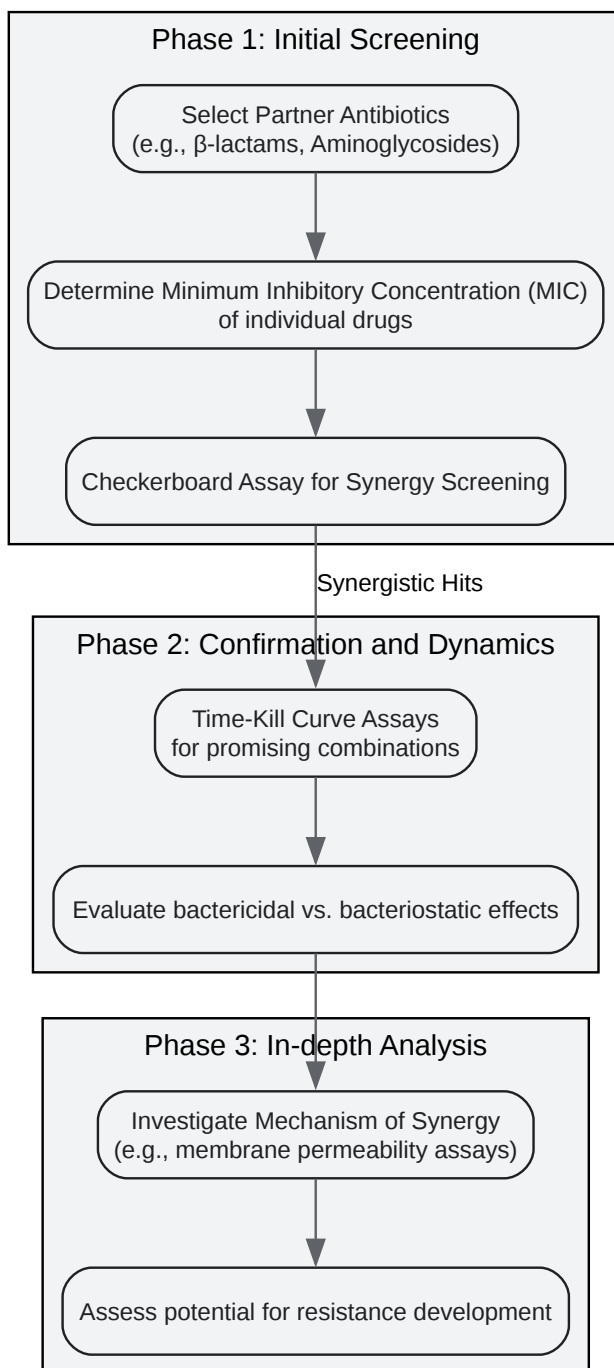 Phase 1: Initial Screening
Select Partner Antibiotics
(e.g., β-lactams, Aminoglycosides)
Determine Minimum Inhibitory Concentration (MIC)
of individual drugs
Checkerboard Assay for Synergy Screening
Synergistic Hits
Phase 2: Confirmation and Dynamics
Time-Kill Curve Assays
for promising combinations
Evaluate bactericidal vs. bacteriostatic effects
Phase 3: In-depth Analysis
Investigate Mechanism of Synergy
(e.g., membrane permeability assays)
Assess potential for resistance development